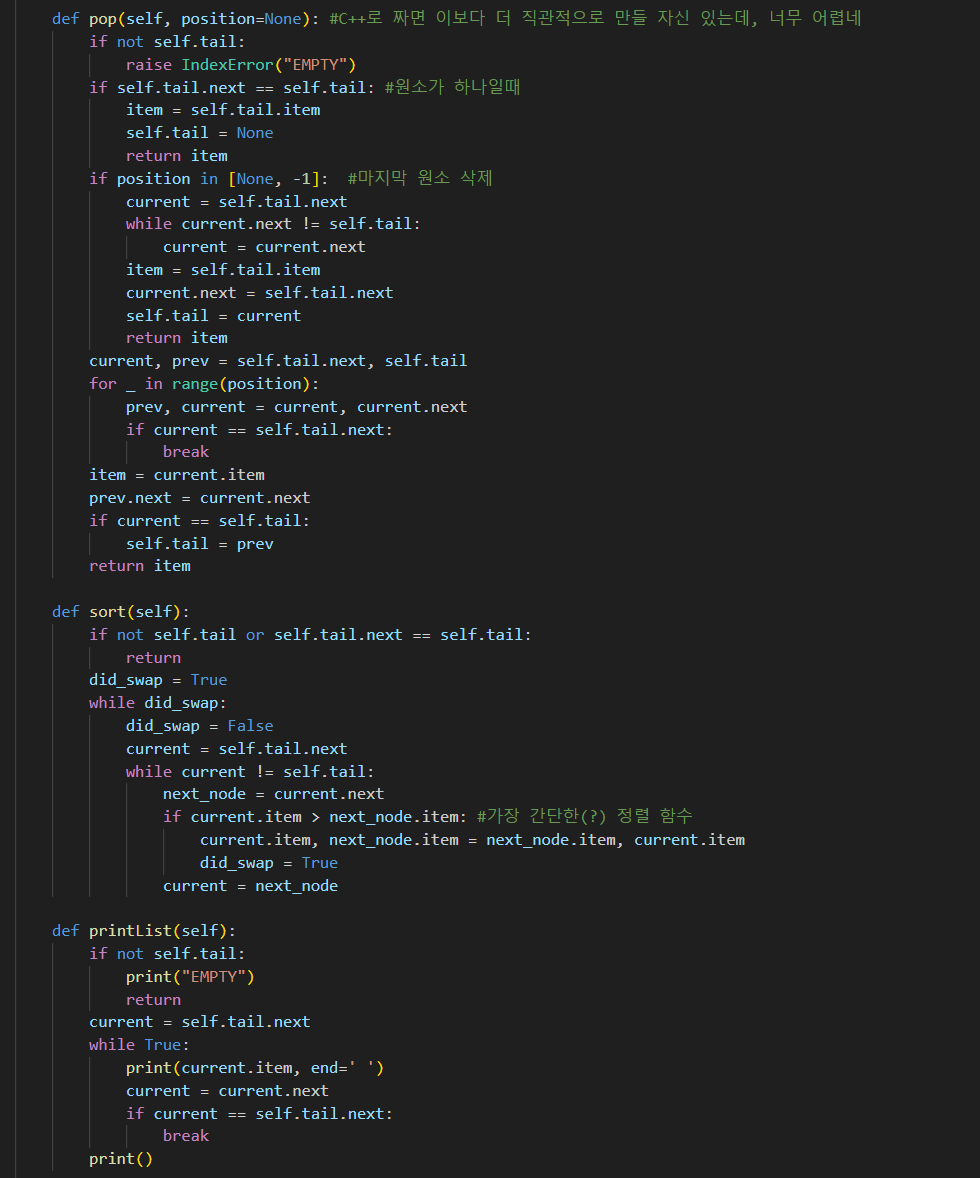 def pop(self, position=None): #C++로 짜면 이보다 더 직관적으로 만들 자신 있는데, 너무 어렵네
    if not self.tail:
        raise IndexError("EMPTY")
    if self.tail.next == self.tail: #원소가 하나일때
        item = self.tail.item
        self.tail = None
        return item
    if position in [None, -1]:  #마지막 원소 삭제
        current = self.tail.next
        while current.next != self.tail:
            current = current.next
        item = self.tail.item
        current.next = self.tail.next
        self.tail = current
        return item
    current, prev = self.tail.next, self.tail
    for _ in range(position):
        prev, current = current, current.next
        if current == self.tail.next:
            break
    item = current.item
    prev.next = current.next
    if current == self.tail:
        self.tail = prev
    return item

def sort(self):
    if not self.tail or self.tail.next == self.tail:
        return
    did_swap = True
    while did_swap:
        did_swap = False
        current = self.tail.next
        while current != self.tail:
            next_node = current.next
            if current.item > next_node.item: #가장 간단한(?) 정렬 함수
                current.item, next_node.item = next_node.item, current.item
                did_swap = True
            current = next_node

def printList(self):
    if not self.tail:
        print("EMPTY")
        return
    current = self.tail.next
    while True:
        print(current.item, end=' ')
        current = current.next
        if current == self.tail.next:
            break
    print()